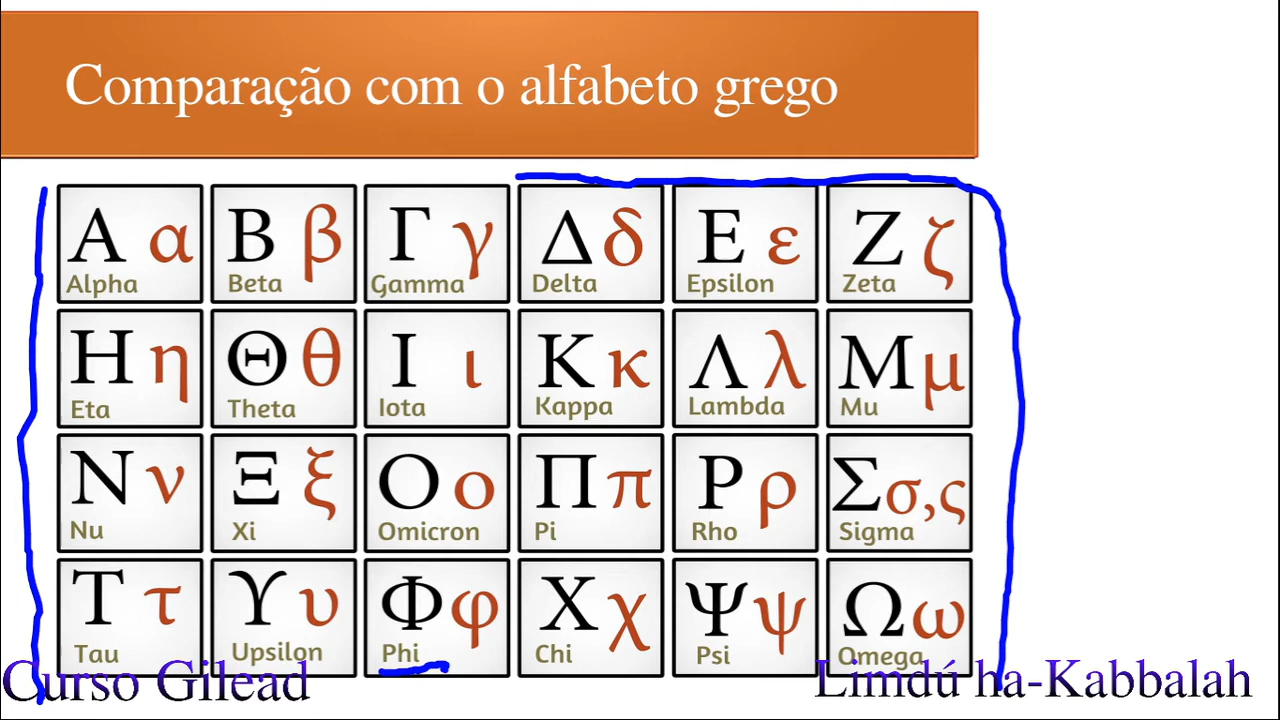 Comparação com o alfabeto grego
Α α Β β Γ γ Δ δ Ε ε Ζ ζ
Alpha Beta Gamma Delta Epsilon Zeta
Η η Θ θ Ι ι Κ κ Λ λ Μ μ
Eta Theta Iota Kappa Lambda Mu
Ν ν Ξ ξ Ο ο Π π Ρ ρ Σ σ,ς
Nu Xi Omicron Pi Rho Sigma
Τ τ ϒ υ Φ φ Χ χ Ψ ψ Ω ω
Tau Upsilon Phi Chi Psi Omega
Curso Gilead Limdú ha-Kabbalah